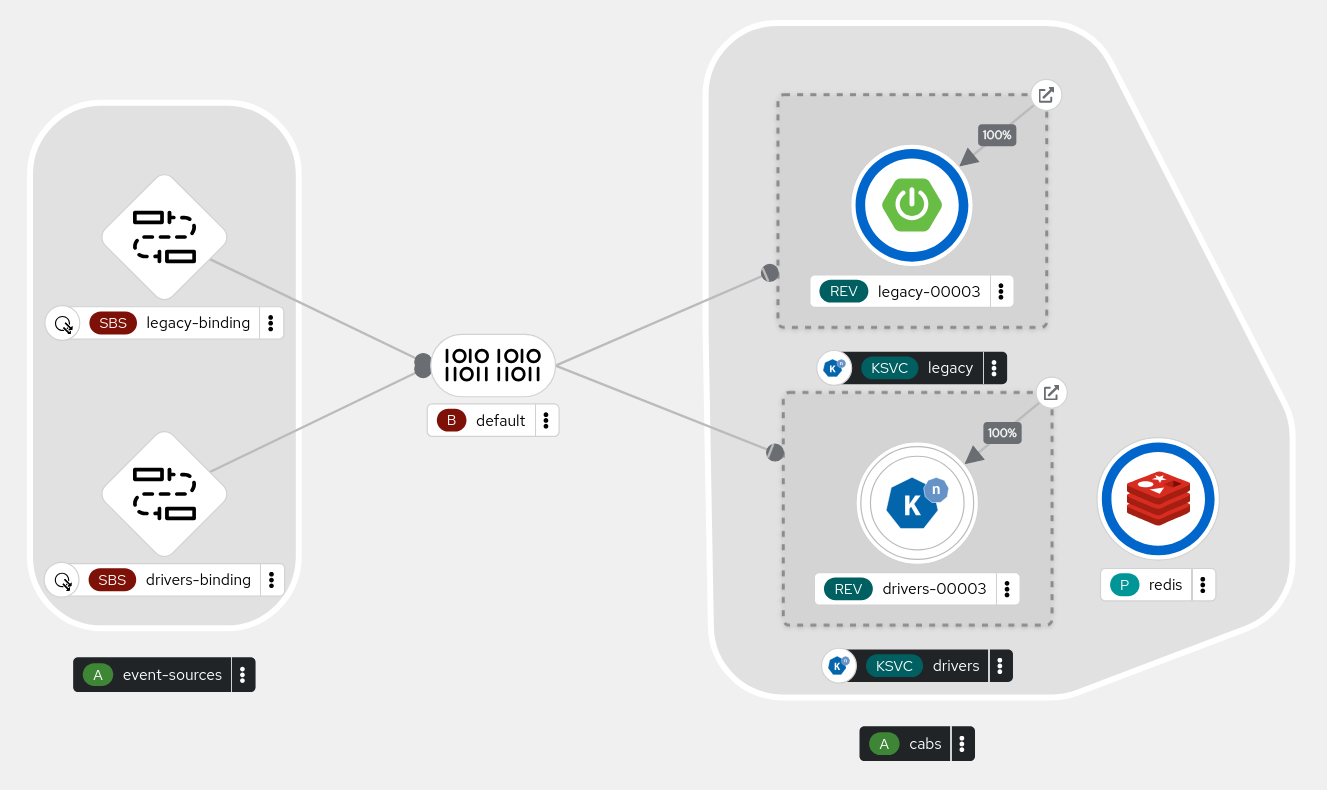 SBS legacy-binding
SBS drivers-binding
A event-sources
1010 1010
11011 11011
B default
100%
REV legacy-00003
n
KSVC legacy
100%
K n
REV drivers-00003
K n
KSVC drivers
P redis
A cabs